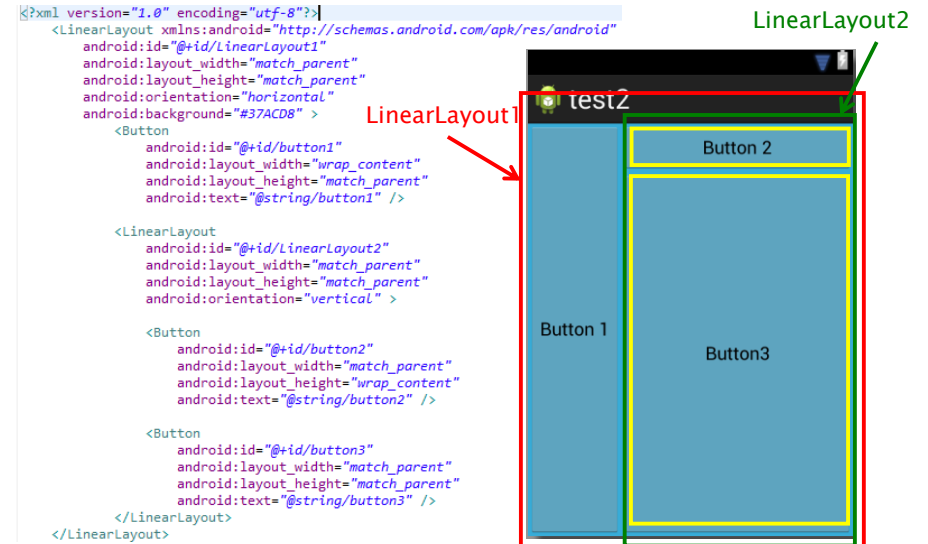 <?xml version="1.0" encoding="utf-8"?>
<LinearLayout xmlns:android="http://schemas.android.com/apk/res/android"
android:id="@+id/LinearLayout1"
android:layout_width="match_parent"
android:layout_height="match_parent"
android:orientation="horizontal"
android:background="#37ACD8" >
<Button
android:id="@+id/button1"
android:layout_width="wrap_content"
android:layout_height="match_parent"
android:text="@string/button1" />
<LinearLayout
android:id="@+id/LinearLayout2"
android:layout_width="match_parent"
android:layout_height="match_parent"
android:orientation="vertical" >
<Button
android:id="@+id/button2"
android:layout_width="match_parent"
android:layout_height="wrap_content"
android:text="@string/button2" />
<Button
android:id="@+id/button3"
android:layout_width="match_parent"
android:layout_height="match_parent"
android:text="@string/button3" />
</LinearLayout>
</LinearLayout>
LinearLayout1
LinearLayout2
test2
Button 1
Button 2
Button3